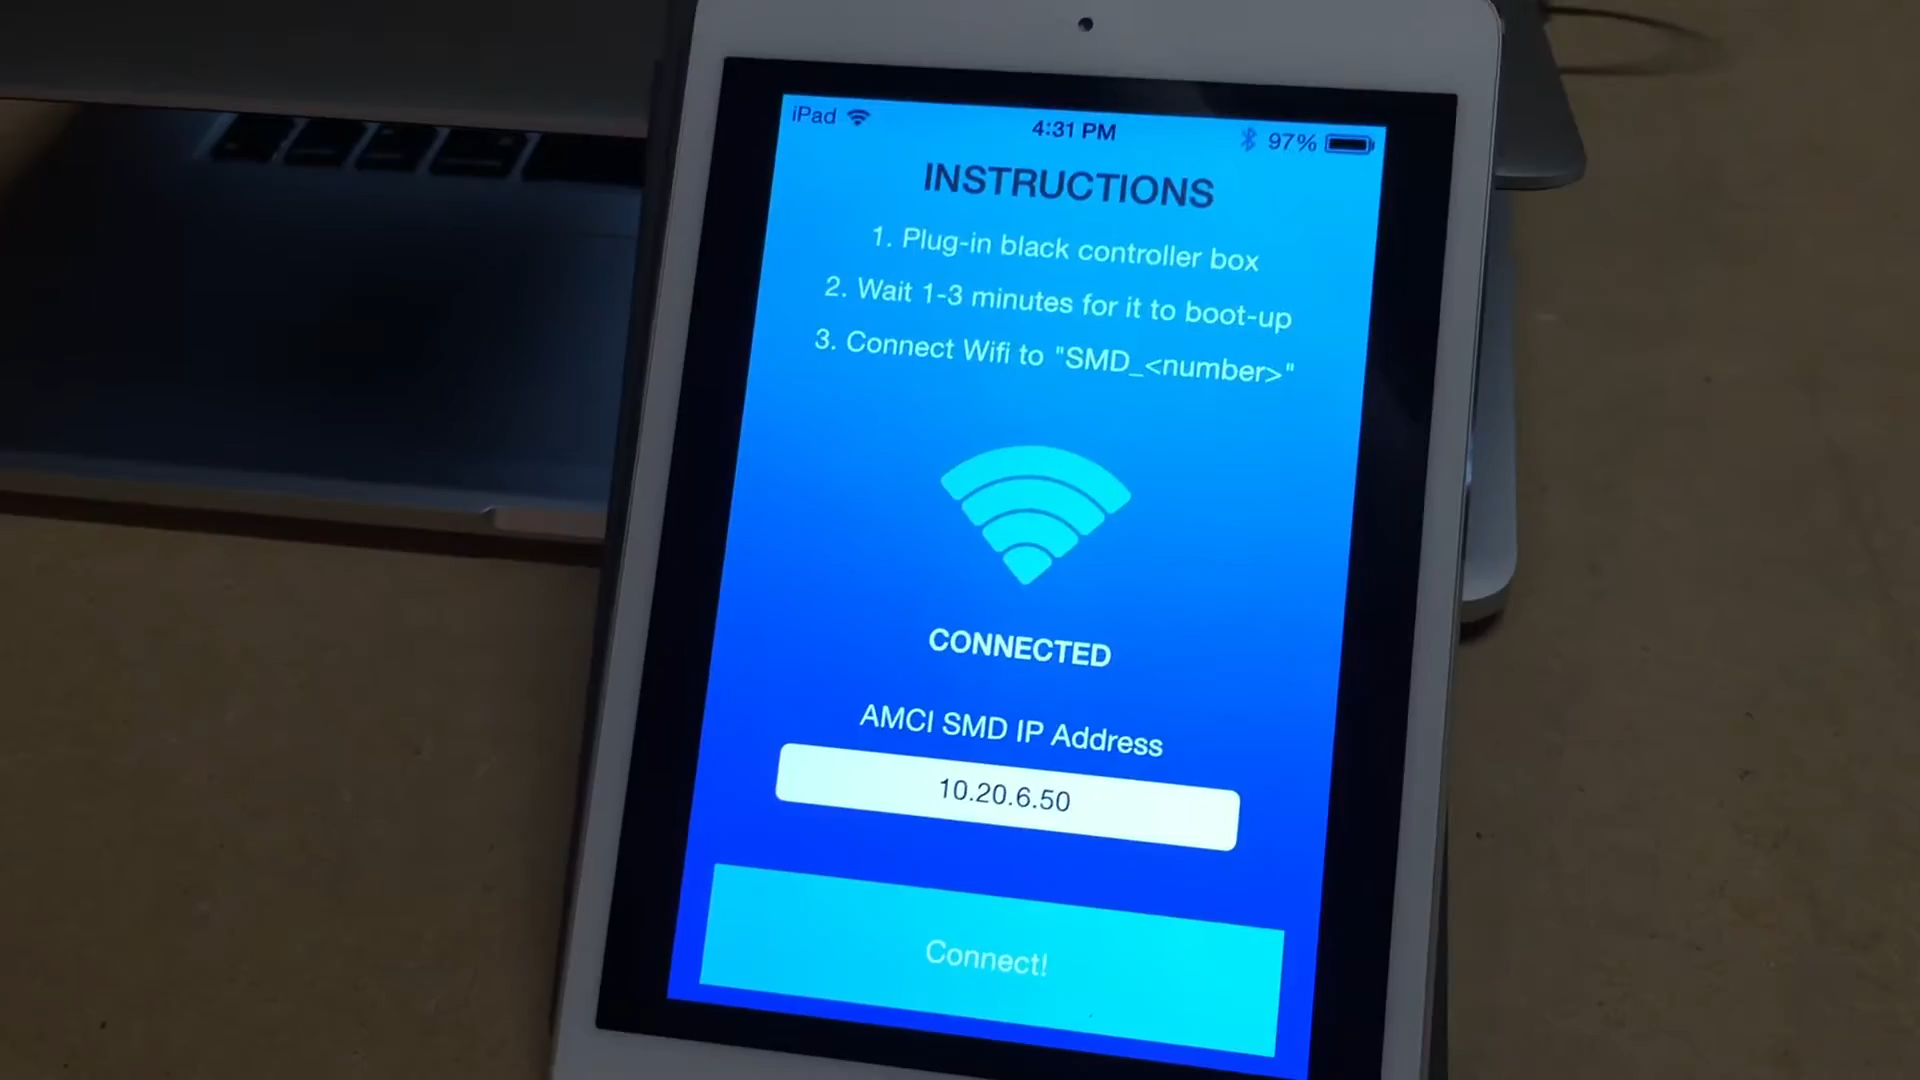 iPad
4:31 PM
97%
INSTRUCTIONS
1. Plug-in black controller box
2. Wait 1-3 minutes for it to boot-up
3. Connect Wifi to "SMD_<number>"
CONNECTED
AMCI SMD IP Address
10.20.6.50
Connect!